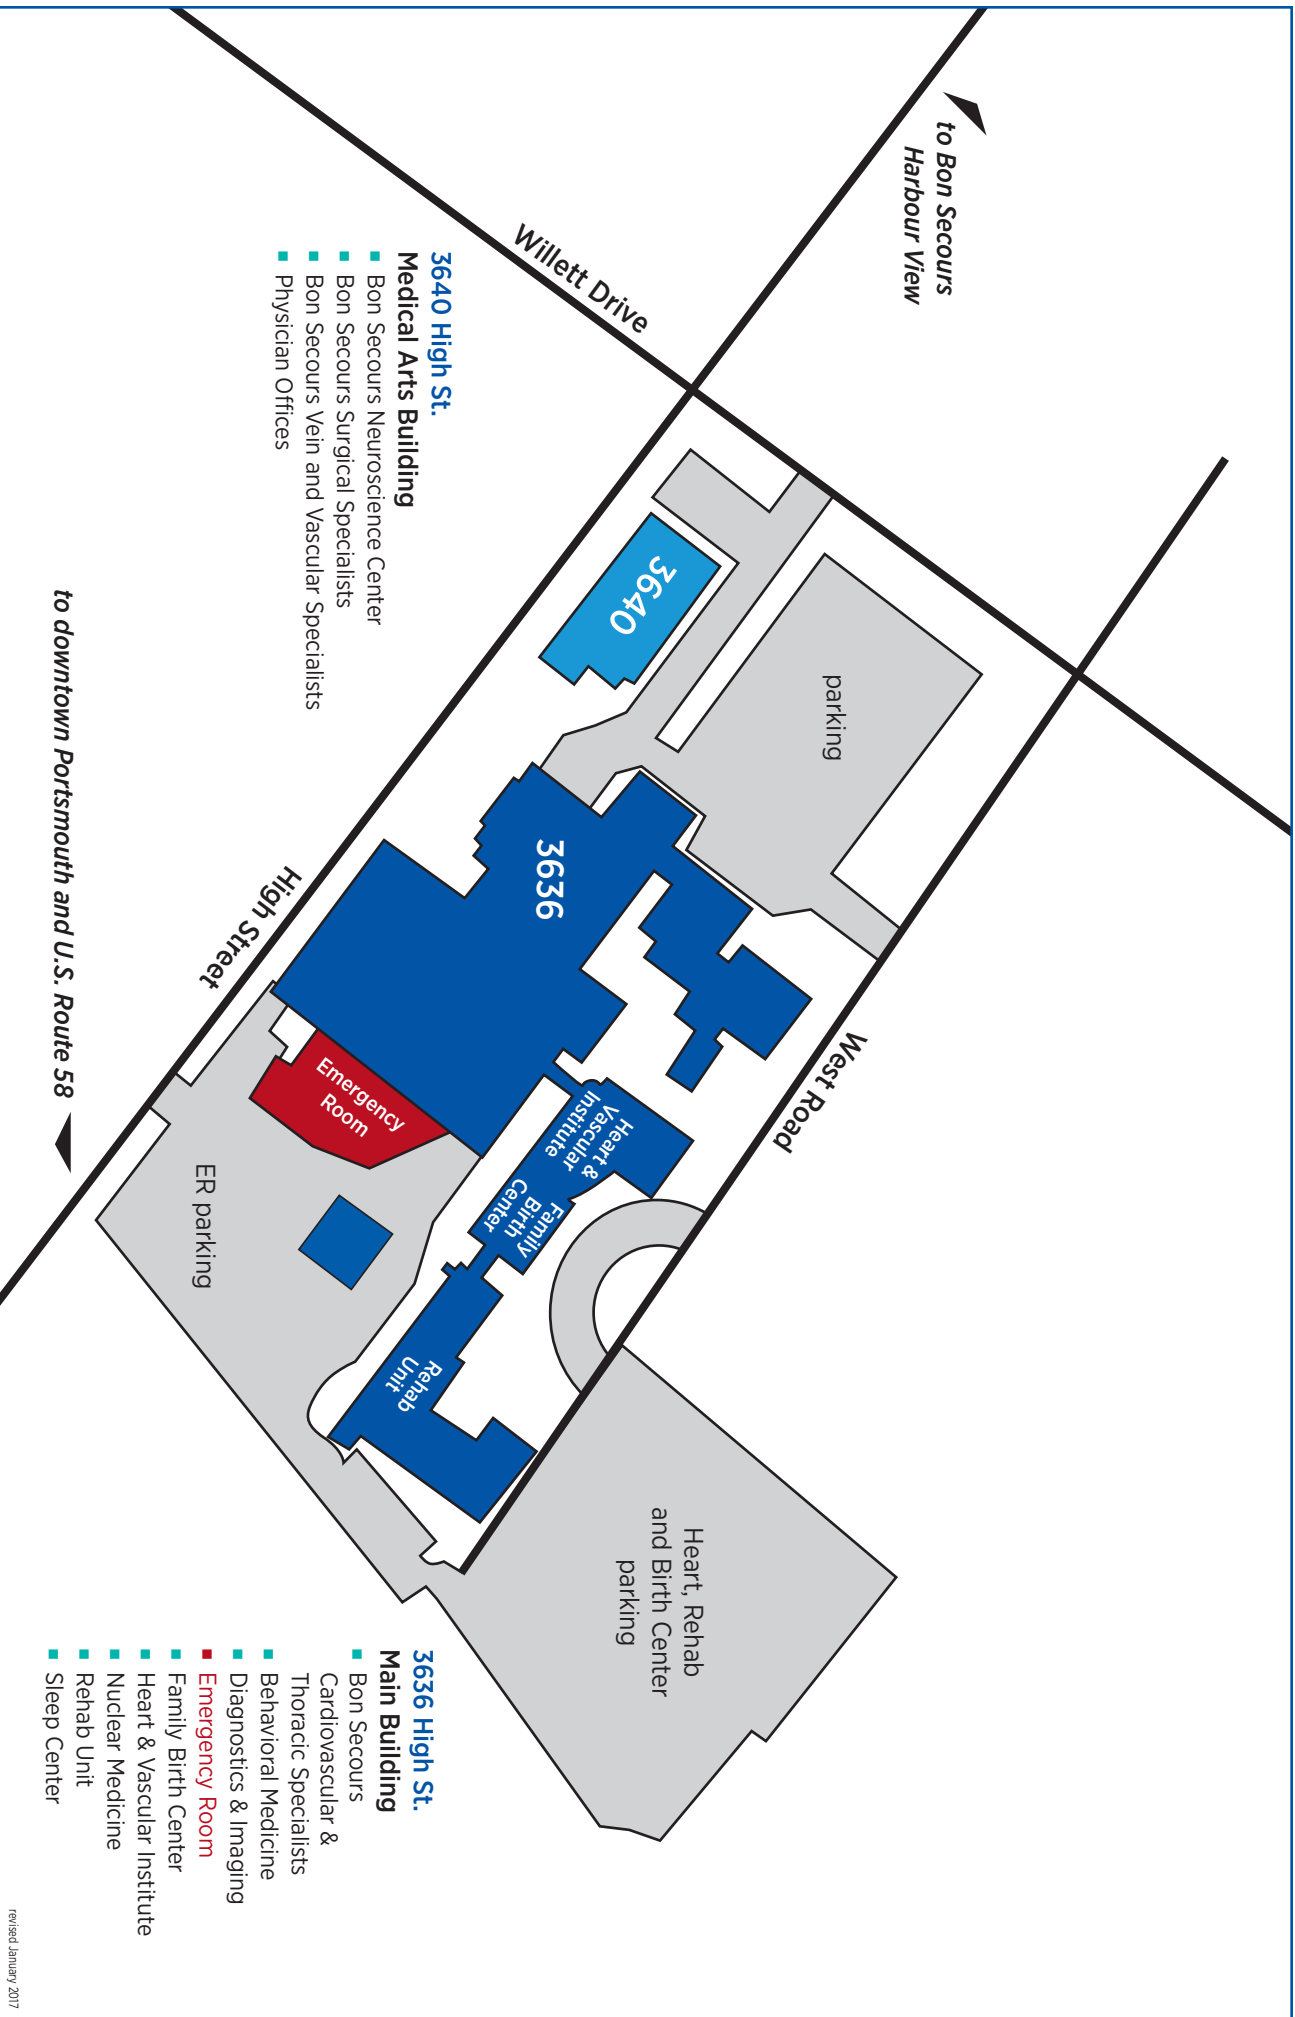 to Bon Secours
Harbour View
Willett Drive
3640 High St.
Medical Arts Building
Bon Secours Neuroscience Center
Bon Secours Surgical Specialists
Bon Secours Vein and Vascular Specialists
Physician Offices
3640
parking
3636
to downtown Portsmouth and U.S. Route 58
High Street
West Road
Emergency
Room
Heart &
Vascular
Institute
Family
Birth
Center
ER parking
Rehab
Unit
Heart, Rehab
and Birth Center
parking
3636 High St.
Main Building
Bon Secours
Cardiovascular &
Thoracic Specialists
Behavioral Medicine
Diagnostics & Imaging
Emergency Room
Family Birth Center
Heart & Vascular Institute
Nuclear Medicine
Rehab Unit
Sleep Center
revised January 2017